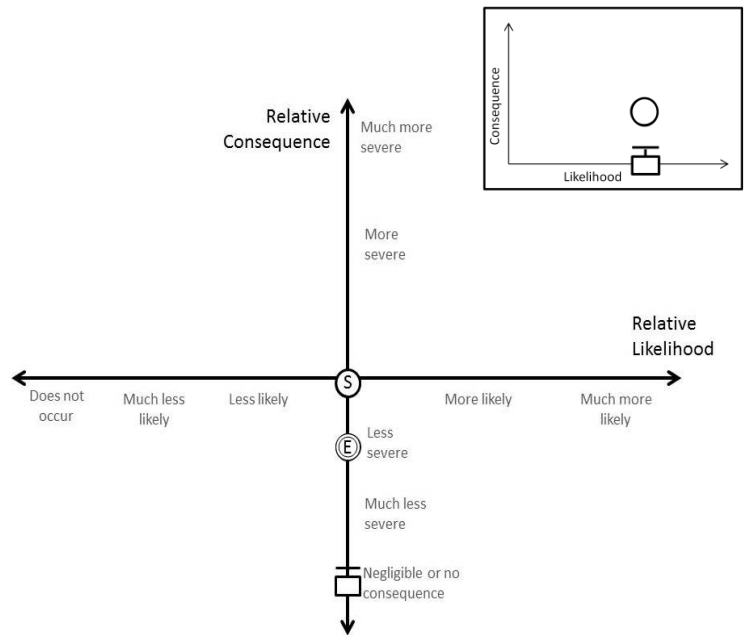 Relative
Consequence
Much more
severe
More
severe
Consequence
Likelihood
Relative
Likelihood
S
Does not
occur
Much less
likely
Less likely
More likely
Much more
likely
E
Less
severe
Much less
severe
Negligible or no
consequence